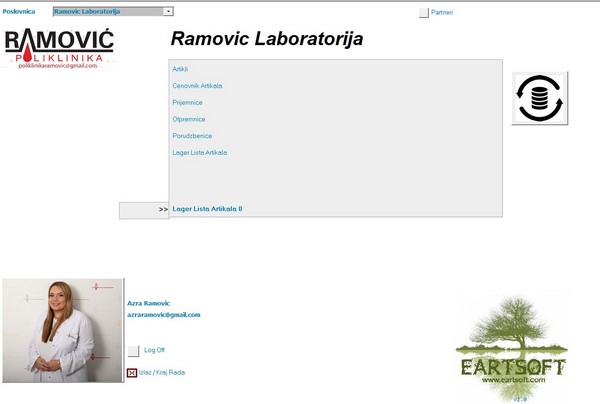 Poslovnica
Ramovic Laboratorija
Partneri
RAMOVIĆ
POLIKLINIKA
poliklinikaramovic@gmail.com
Ramovic Laboratorija
Artikli
Cenovnik Artikala
Prijemnice
Otpremnice
Porudzbenice
Lager Lista Artikala
>>
Lager Lista Artikala 0
Azra Ramovic
azraramovic@gmail.com
Log Off
Izlaz / Kraj Rada
EARTSOFT
www.eartsoft.com